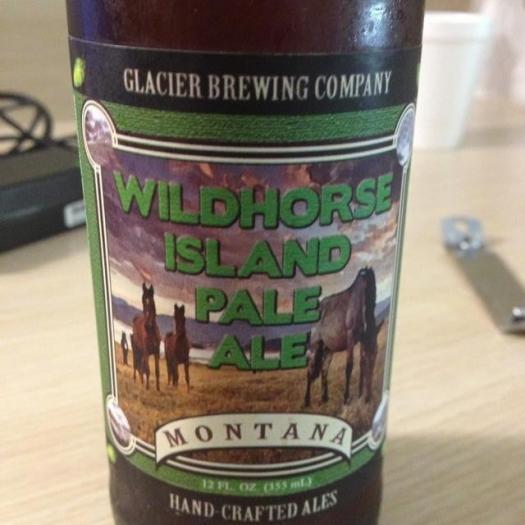 GLACIER BREWING COMPANY
WILDHORSE
ISLAND
PALE
ALE
MONTANA
12 FL. OZ. (355 mL)
HAND-CRAFTED ALES